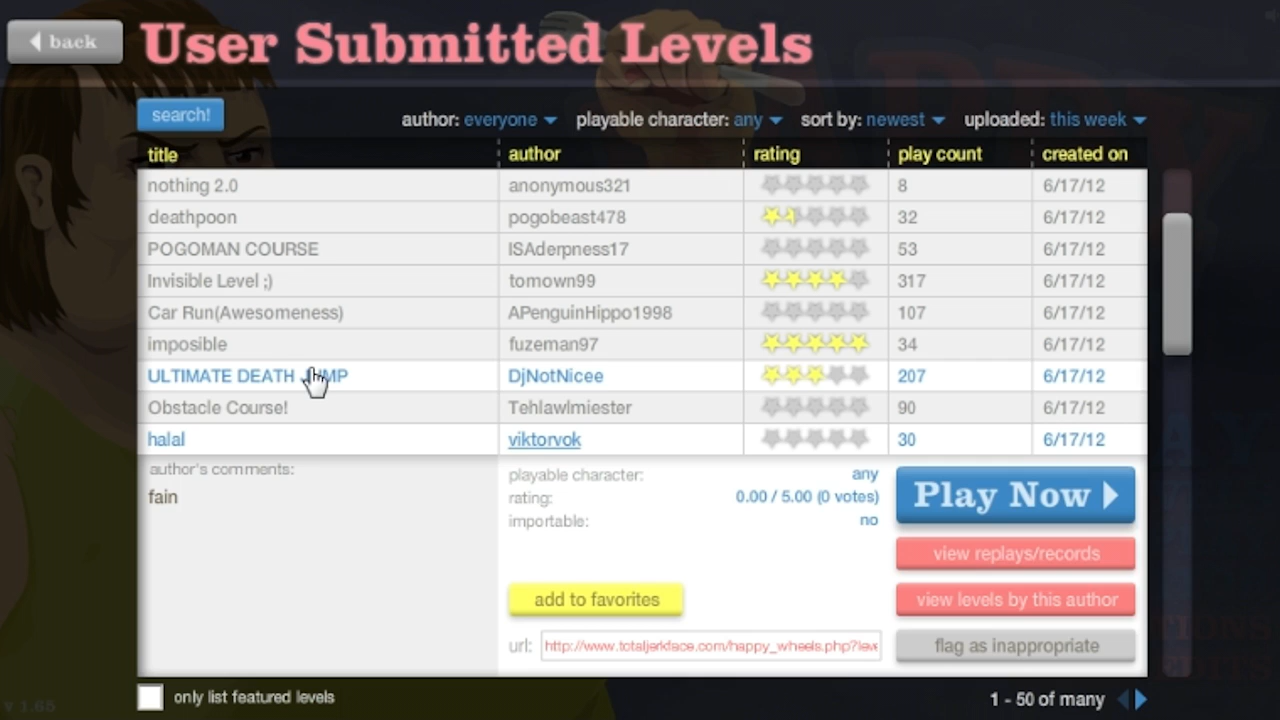 back
User Submitted Levels
search!
author: everyone playable character: any sort by: newest uploaded: this week
title author rating play count created on
nothing 2.0 anonymous321 8 6/17/12
deathpoon pogobeast478 32 6/17/12
POGOMAN COURSE ISAderpness17 53 6/17/12
Invisible Level ;) tomown99 317 6/17/12
Car Run(Awesomeness) APenguinHippo1998 107 6/17/12
imposible fuzeman97 34 6/17/12
ULTIMATE DEATH DjNotNicee 207 6/17/12
Obstacle Course! Tehlawlmiester 90 6/17/12
halal viktorvok 30 6/17/12
author's comments:
fain
playable character: any
rating: 0.00 / 5.00 (0 votes)
importable: no
Play Now
view replays/records
add to favorites
view levels by this author
url: http://www.totaljerkface.com/happy_wheels.php?lev
flag as inappropriate
only list featured levels
1 - 50 of many
v 1.65